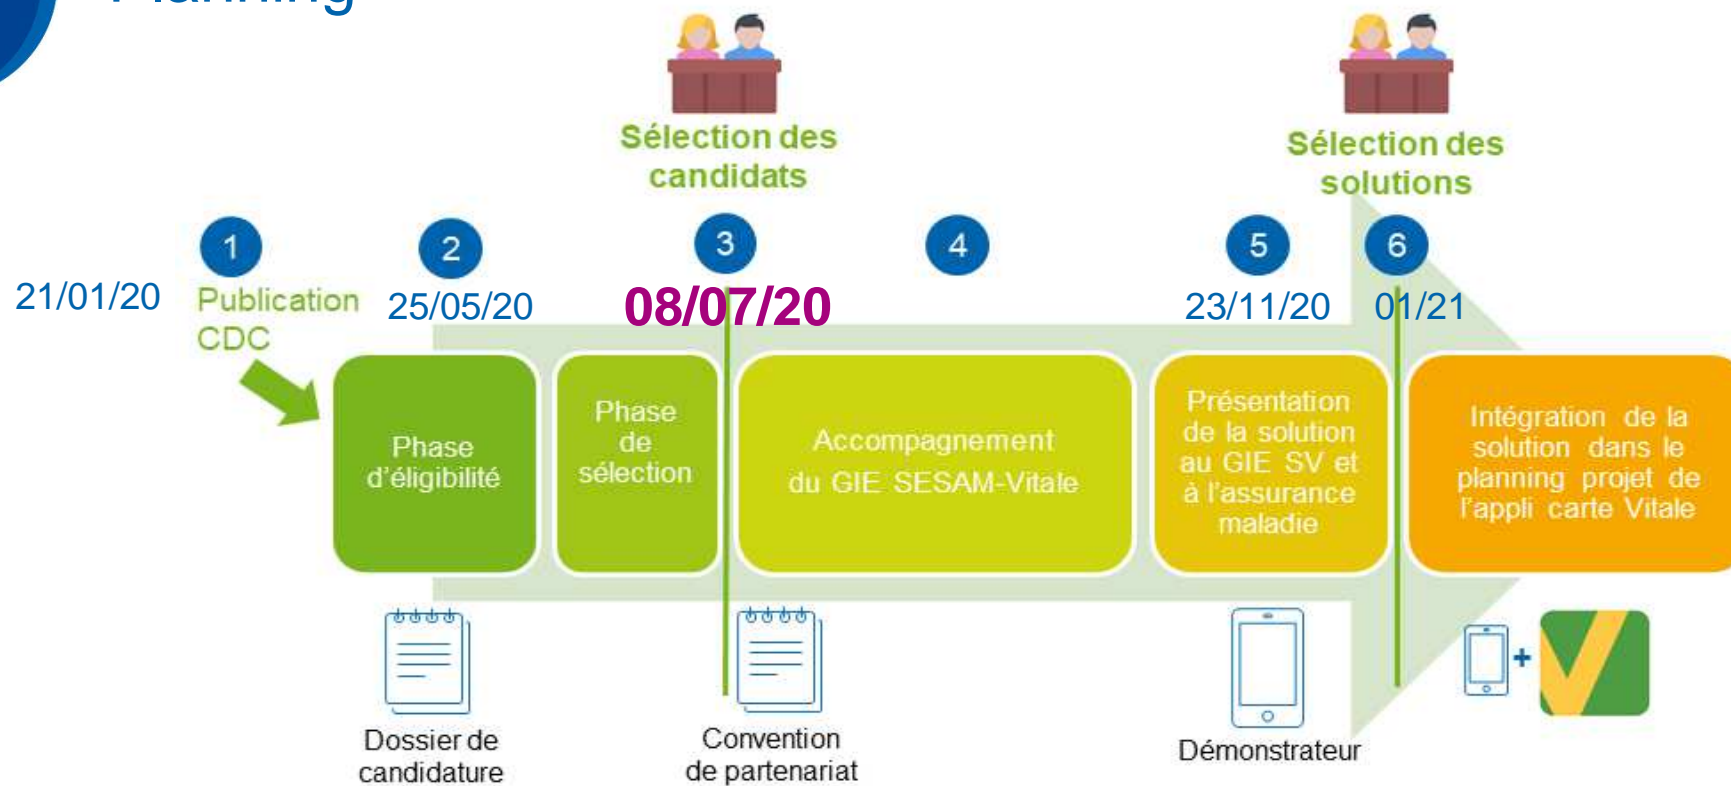 Planning
Sélection des
candidats
Sélection des
solutions
1
2
3
4
5
6
21/01/20
Publication
CDC
25/05/20
08/07/20
23/11/20
01/21
Phase
d'éligibilité
Phase
de
sélection
Accompagnement
du GIE SESAM-Vitale
Présentation
de la solution
au GIE SV et
à l'assurance
maladie
Intégration de la
solution dans le
planning projet de
l'appli carte Vitale
+
Dossier de
candidature
Convention
de partenariat
Démonstrateur